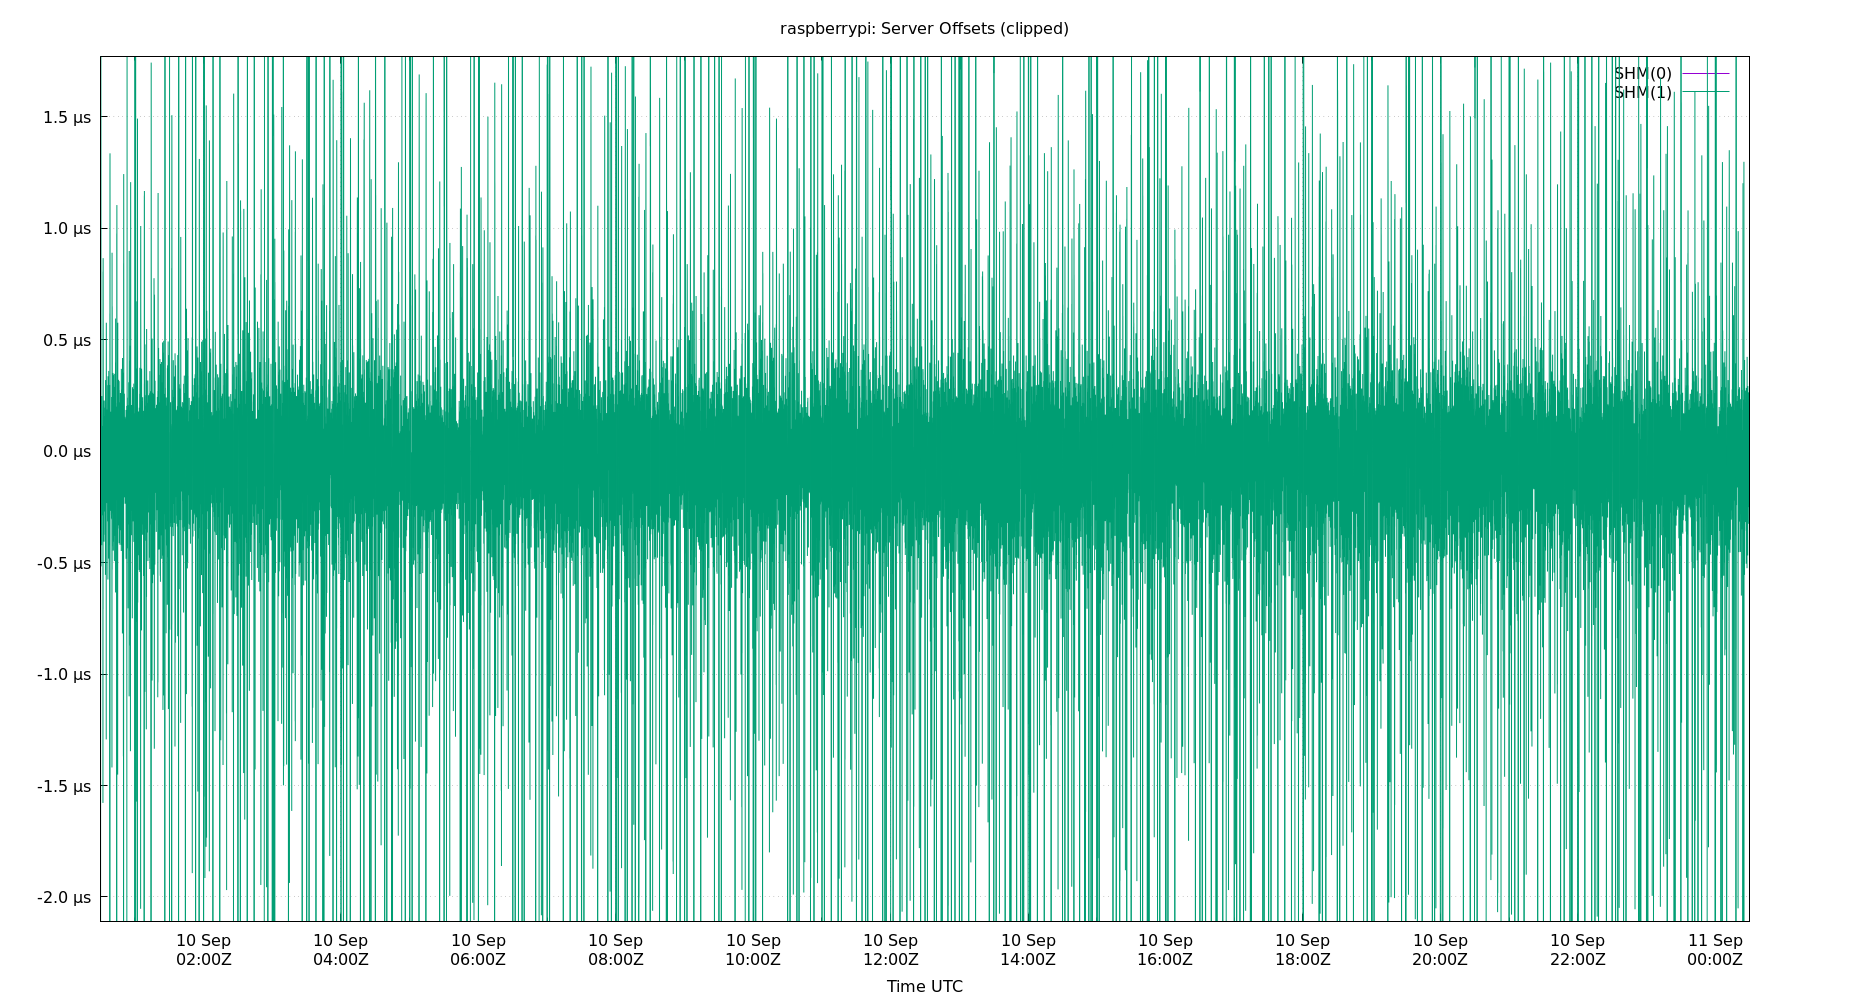 raspberrypi: Server Offsets (clipped)
SHM(0)
SHM(1)
1.5 µs
1.0 µs
0.5 µs
0.0 µs
-0.5 µs
-1.0 µs
-1.5 µs
-2.0 µs
10 Sep 10 Sep 10 Sep 10 Sep 10 Sep 10 Sep 10 Sep 10 Sep 10 Sep 10 Sep 10 Sep 11 Sep
02:00Z 04:00Z 06:00Z 08:00Z 10:00Z 12:00Z 14:00Z 16:00Z 18:00Z 20:00Z 22:00Z 00:00Z
Time UTC